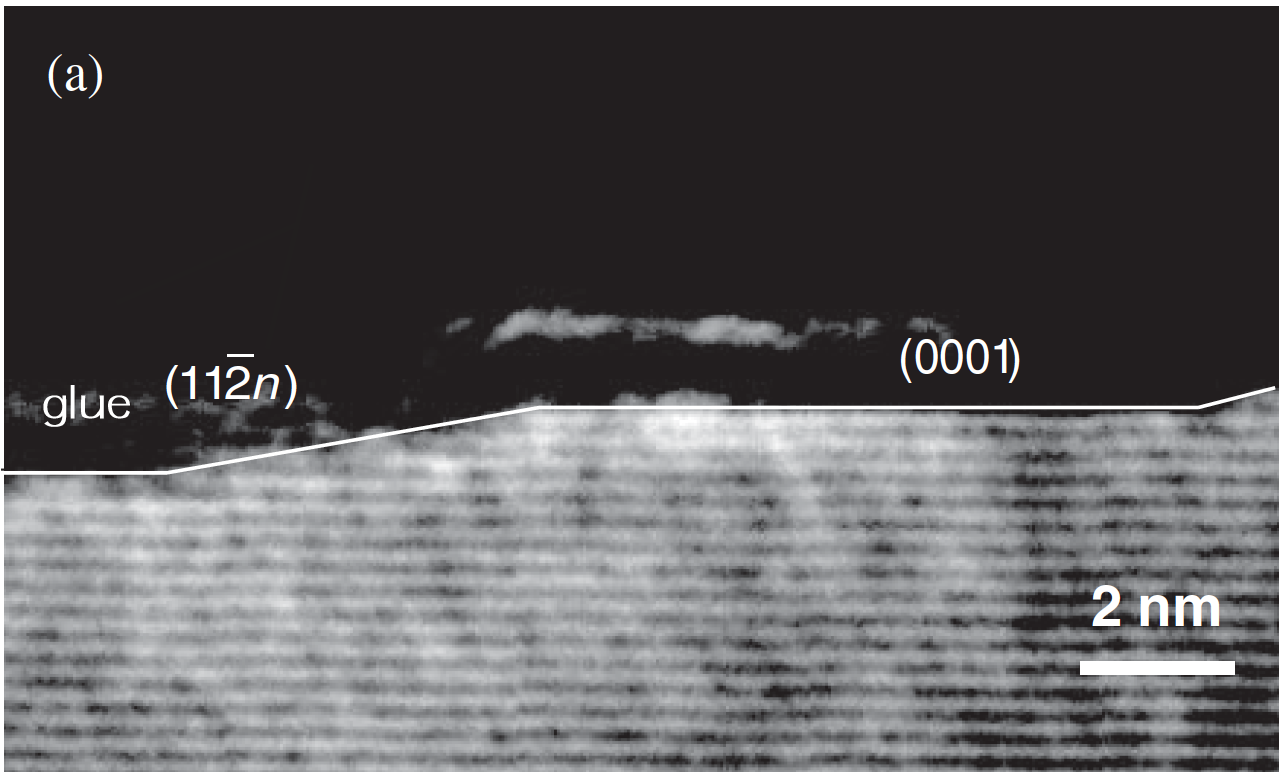 (a)
(0001)
(112̅n)
glue
2 nm